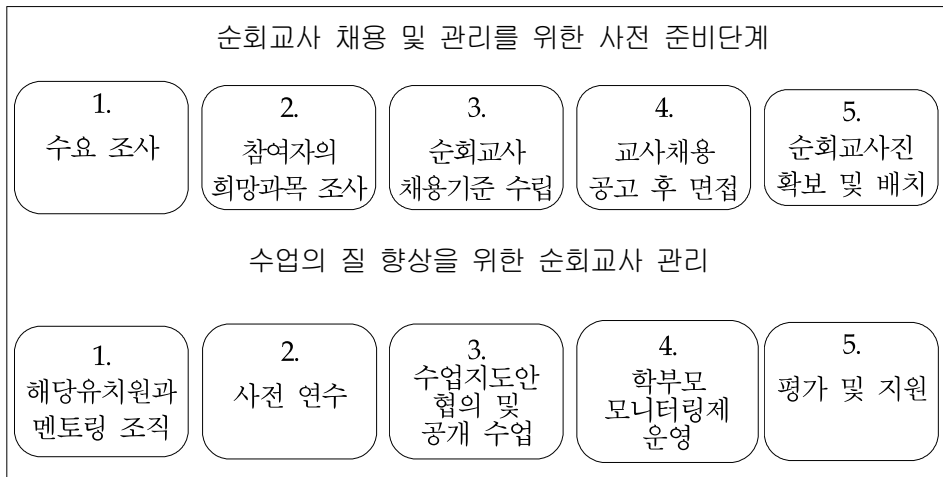 순회교사 채용 및 관리를 위한 사전 준비단계
1.
수요 조사
2.
참여자의
희망과목 조사
3.
순회교사
채용기준 수립
4.
교사채용
공고 후 면접
5.
순회교사진
확보 및 배치
수업의 질 향상을 위한 순회교사 관리
1.
해당유치원과
멘토링 조직
2.
사전 연수
3.
수업지도안
협의 및
공개 수업
4.
학부모
모니터링제
운영
5.
평가 및 지원